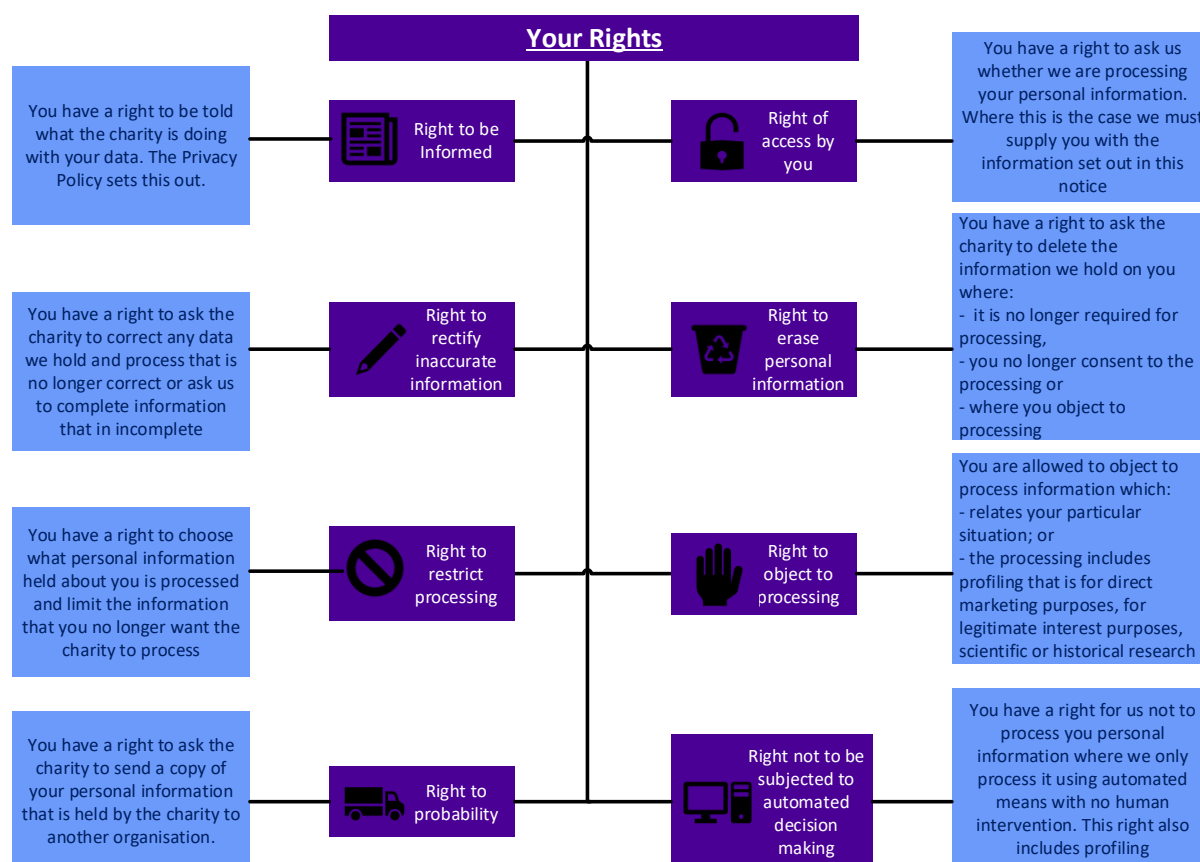 Your Rights
You have a right to be told
what the charity is doing
with your data. The Privacy
Policy sets this out.
Right to be
Informed
Right of
access by
you
You have a right to ask us
whether we are processing
your personal information.
Where this is the case we must
supply you with the
information set out in this
notice
You have a right to ask the
charity to correct any data
we hold and process that is
no longer correct or ask us
to complete information
that in incomplete
Right to
rectify
inaccurate
information
Right to
erase
personal
information
You have a right to ask the
charity to delete the
information we hold on you
where:
- it is no longer required for
processing,
- you no longer consent to the
processing or
- where you object to
processing
You have a right to choose
what personal information
held about you is processed
and limit the information
that you no longer want the
charity to process
Right to
restrict
processing
Right to
object to
processing
You are allowed to object to
process information which:
- relates your particular
situation; or
- the processing includes
profiling that is for direct
marketing purposes, for
legitimate interest purposes,
scientific or historical research
You have a right to ask the
charity to send a copy of
your personal information
that is held by the charity to
another organisation.
Right to
probability
Right not to be
subjected to
automated
decision
making
You have a right for us not to
process you personal
information where we only
process it using automated
means with no human
intervention. This right also
includes profiling